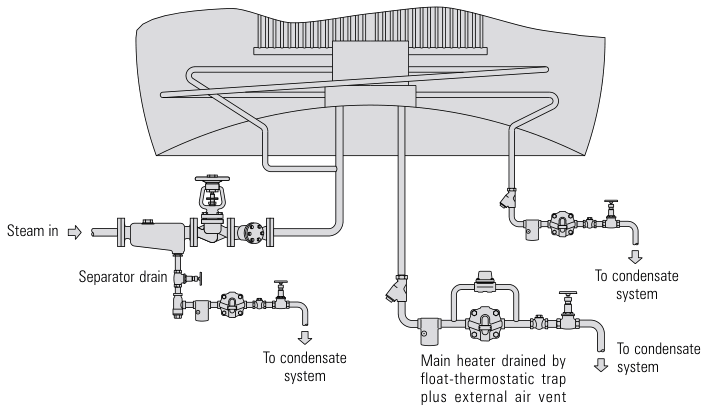 Steam in
Separator drain
To condensate
system
To condensate
system
Main heater drained by
float-thermostatic trap
plus external air vent
To condensate
system